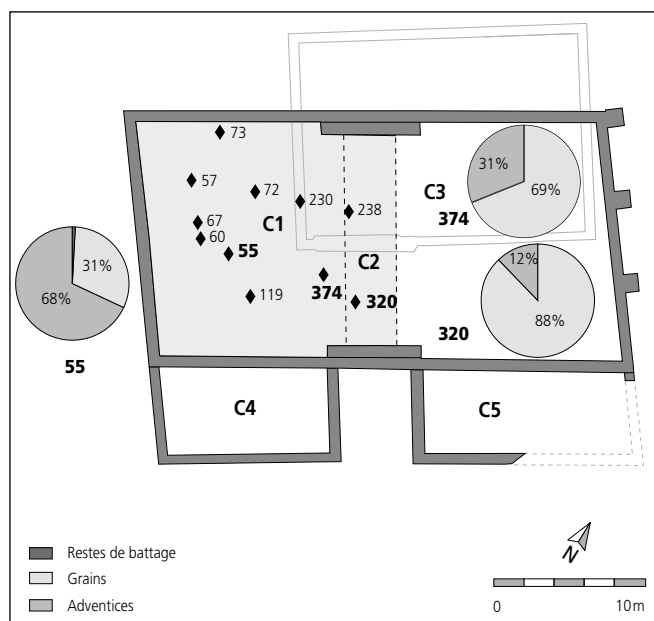 73
57
72
230
238
67
60
C1
55
119
374
C2
320
C3
31%
69%
374
12%
88%
320
31%
68%
55
C4
C5
Restes de battage
Grains
Adventices
N
0 10 m